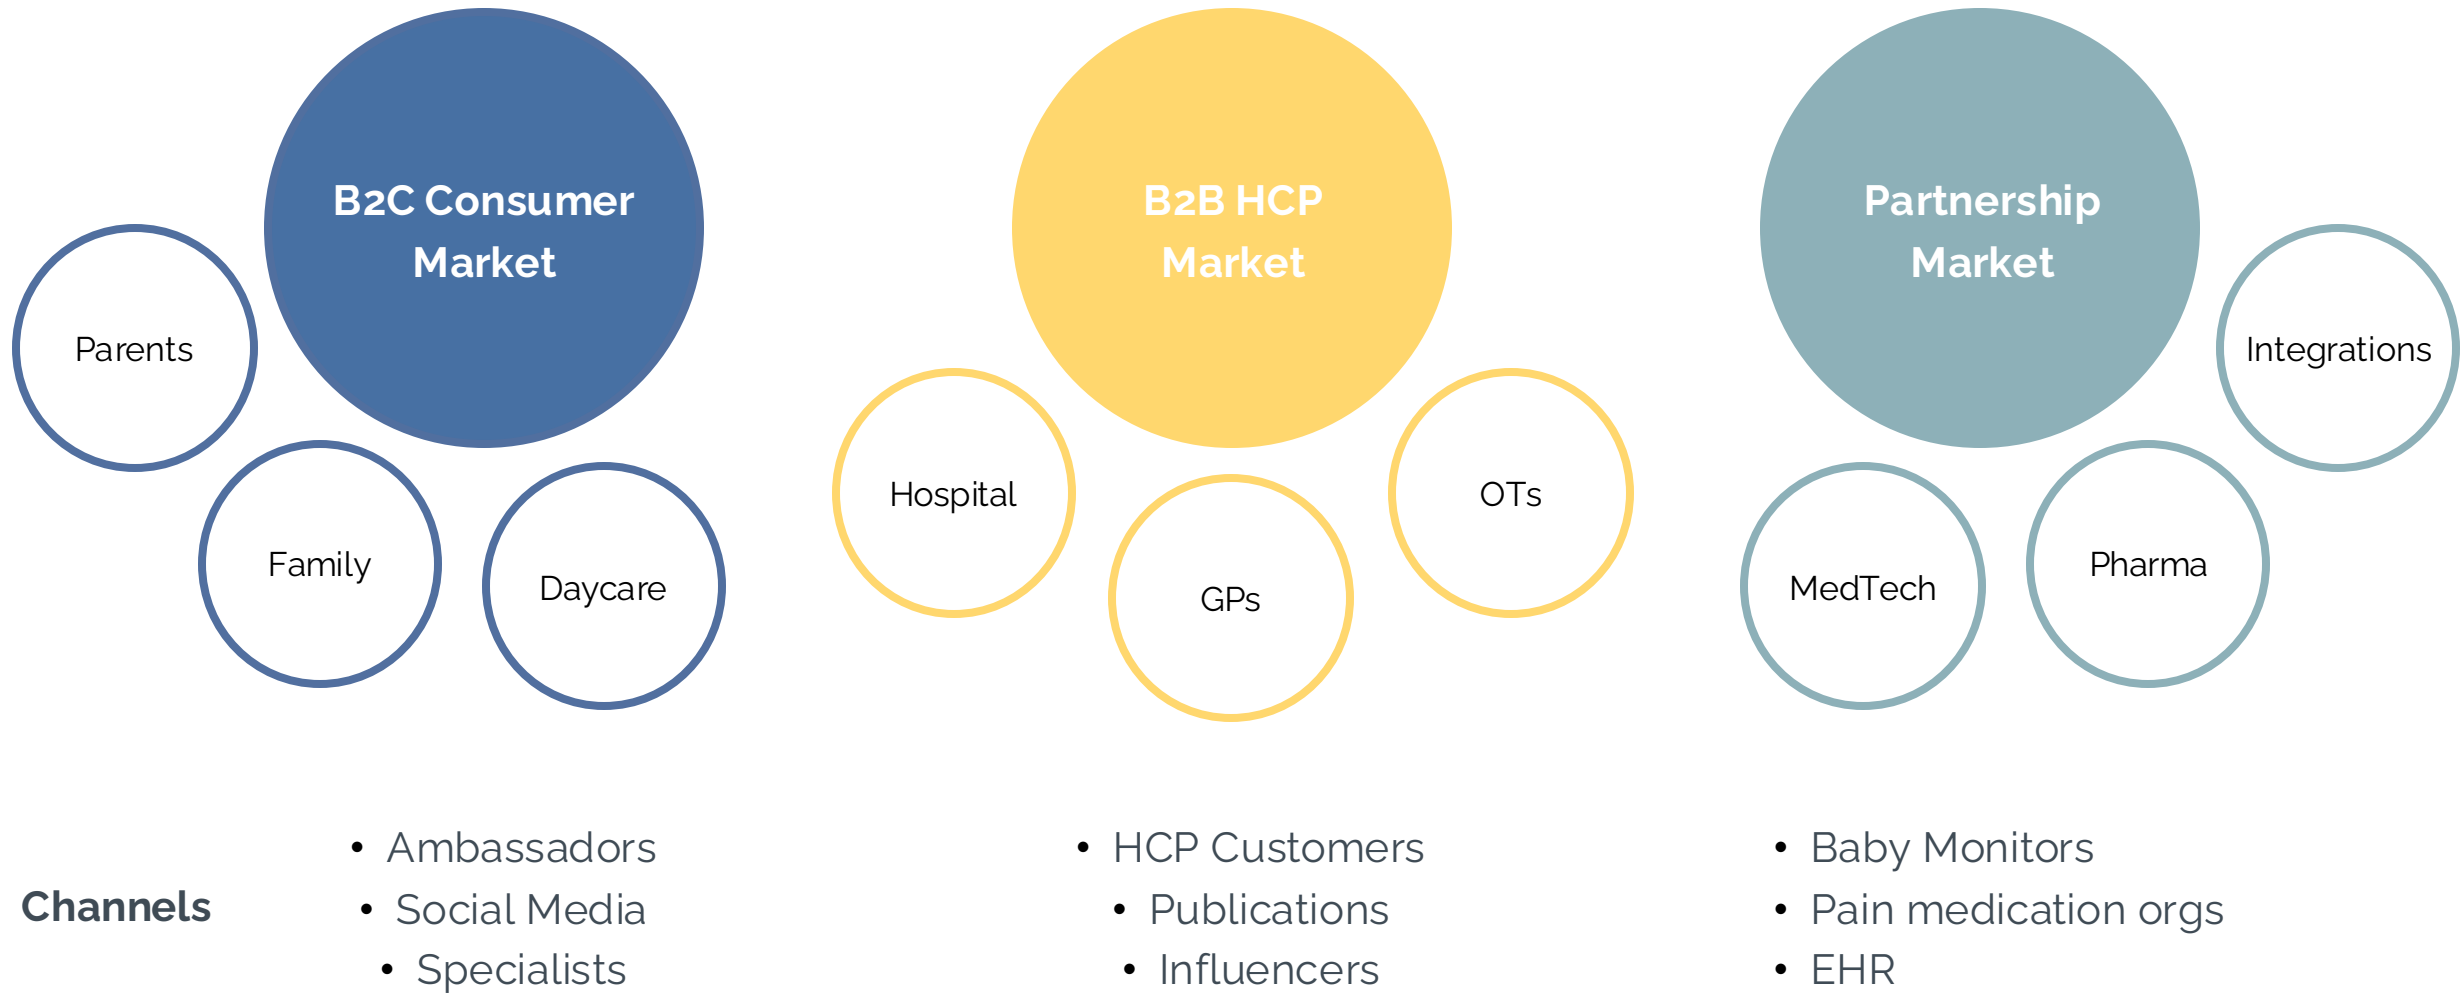 B2C Consumer
Market
Parents
Family
Daycare
B2B HCP
Market
Hospital
GPs
OTs
Partnership
Market
MedTech
Pharma
Integrations
Channels
• Ambassadors
• Social Media
• Specialists
• HCP Customers
• Publications
• Influencers
• Baby Monitors
• Pain medication orgs
• EHR